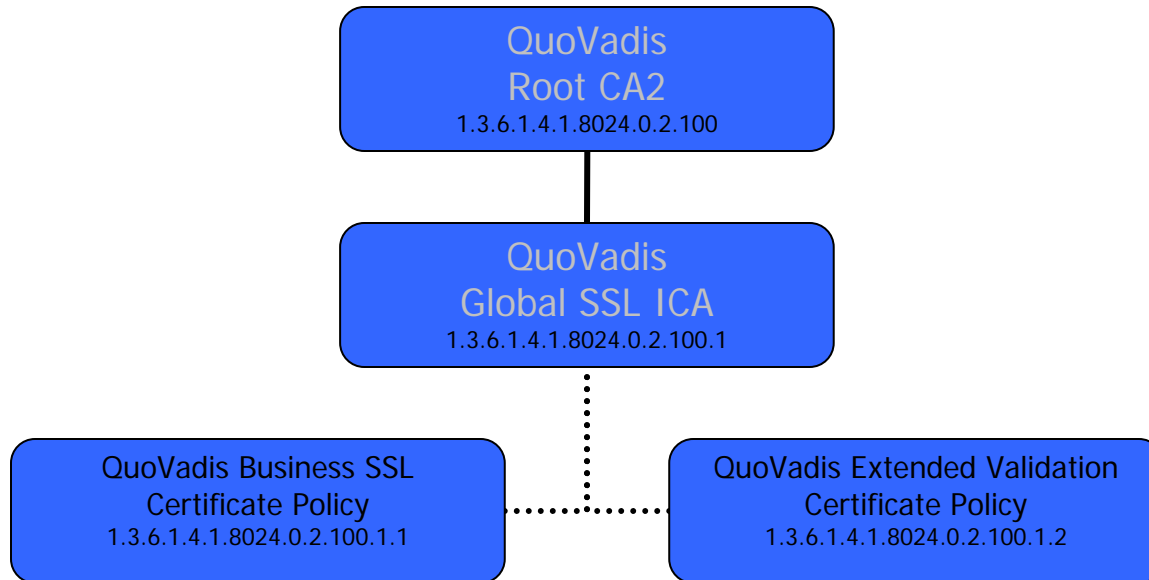 QuoVadis
Root CA2
1.3.6.1.4.1.8024.0.2.100
QuoVadis
Global SSL ICA
1.3.6.1.4.1.8024.0.2.100.1
QuoVadis Business SSL
Certificate Policy
1.3.6.1.4.1.8024.0.2.100.1.1
QuoVadis Extended Validation
Certificate Policy
1.3.6.1.4.1.8024.0.2.100.1.2